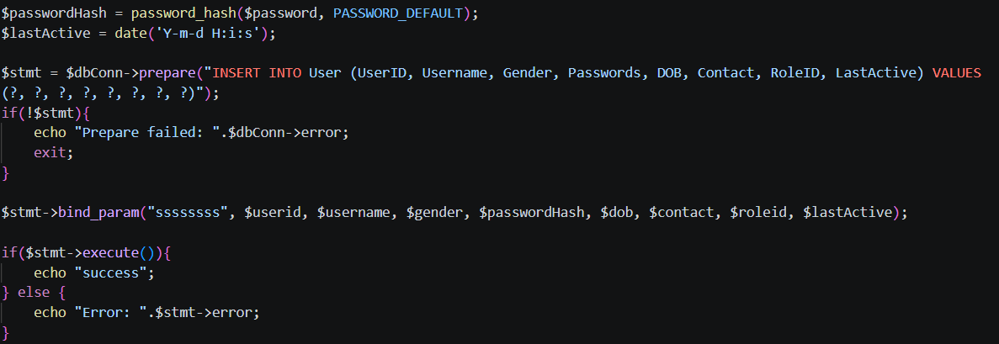 $passwordHash = password_hash($password, PASSWORD_DEFAULT);
$lastActive = date('Y-m-d H:i:s');

$stmt = $dbConn->prepare("INSERT INTO User (UserID, Username, Gender, Passwords, DOB, Contact, RoleID, LastActive) VALUES
(?, ?, ?, ?, ?, ?, ?, ?)");
if(!$stmt){
    echo "Prepare failed: ".$dbConn->error;
    exit;
}

$stmt->bind_param("ssssssss", $userid, $username, $gender, $passwordHash, $dob, $contact, $roleid, $lastActive);

if($stmt->execute()){
    echo "success";
} else {
    echo "Error: ".$stmt->error;
}